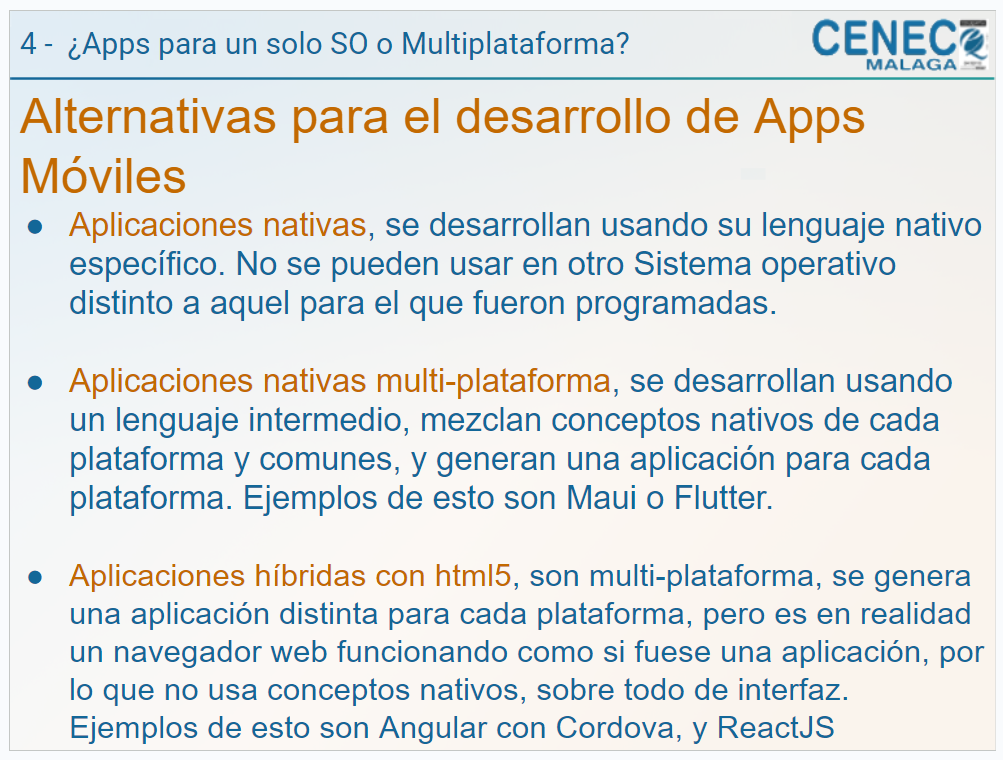 4 - ¿Apps para un solo SO o Multiplataforma?
CENEC
MALAGA
Alternativas para el desarrollo de Apps
Móviles
● Aplicaciones nativas, se desarrollan usando su lenguaje nativo
específico. No se pueden usar en otro Sistema operativo
distinto a aquel para el que fueron programadas.
● Aplicaciones nativas multi-plataforma, se desarrollan usando
un lenguaje intermedio, mezclan conceptos nativos de cada
plataforma y comunes, y generan una aplicación para cada
plataforma. Ejemplos de esto son Maui o Flutter.
● Aplicaciones híbridas con html5, son multi-plataforma, se genera
una aplicación distinta para cada plataforma, pero es en realidad
un navegador web funcionando como si fuese una aplicación, por
lo que no usa conceptos nativos, sobre todo de interfaz.
Ejemplos de esto son Angular con Cordova, y ReactJS